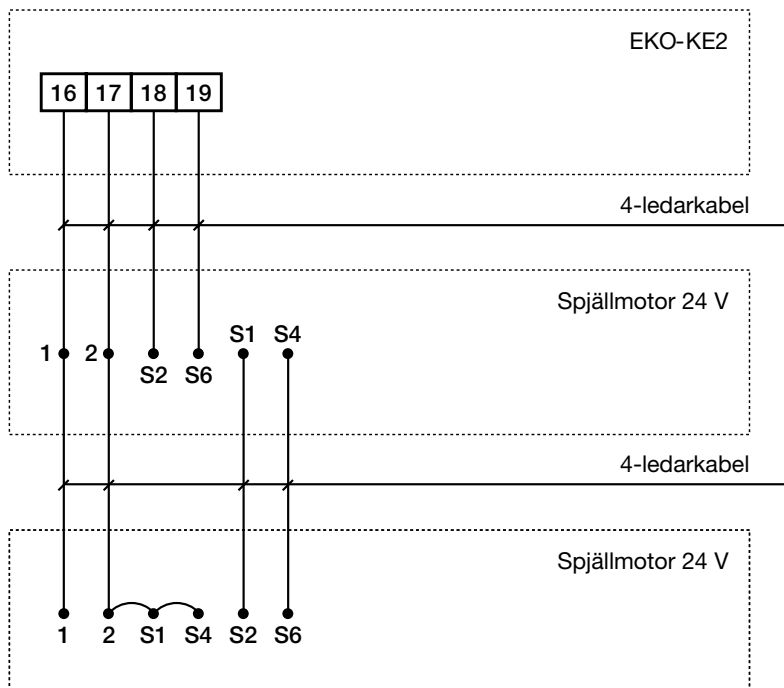 EKO-KE2
16 17 18 19
4-ledarkabel
Spjällmotor 24 V
S1 S4
1 2
S2 S6
4-ledarkabel
Spjällmotor 24 V
1 2 S1 S4 S2 S6